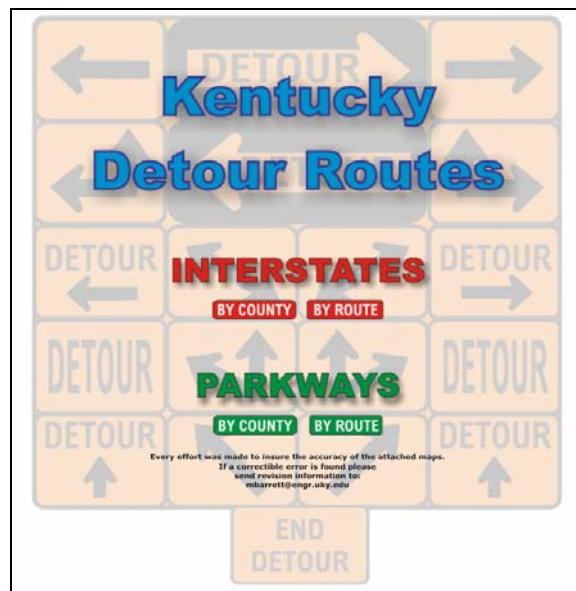 DETOUR
Kentucky
Detour Routes
DETOUR
INTERSTATES
DETOUR
BY COUNTY BY ROUTE
DETOUR
PARKWAYS
DETOUR
BY COUNTY BY ROUTE
DETOUR
DETOUR
Every effort was made to insure the accuracy of the attached maps.
If a correctible error is found please
send revision information to:
mbarrett@engr.uky.edu
END
DETOUR